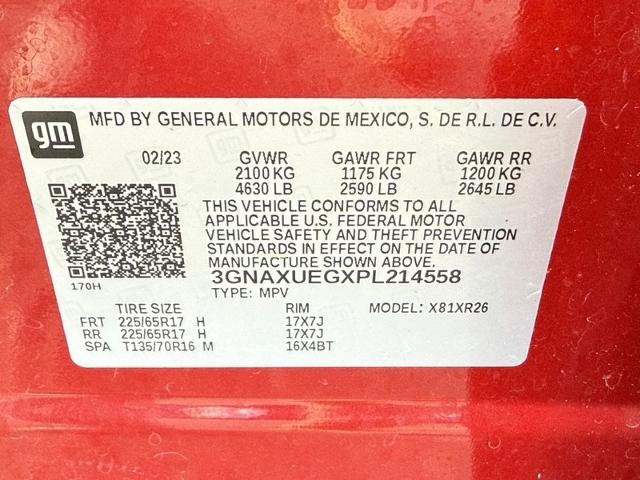 gm MFD BY GENERAL MOTORS DE MEXICO, S. DE R.L. DE C.V.
02/23 GVWR GAWR FRT GAWR RR
2100 KG 1175 KG 1200 KG
4630 LB 2590 LB 2645 LB
THIS VEHICLE CONFORMS TO ALL
APPLICABLE U.S. FEDERAL MOTOR
VEHICLE SAFETY AND THEFT PREVENTION
STANDARDS IN EFFECT ON THE DATE OF
MANUFACTURE SHOWN ABOVE.
3GNAXUEGXPL214558
170H
TYPE: MPV
TIRE SIZE RIM MODEL: X81XR26
FRT 225/65R17 H 17X7J
RR 225/65R17 H 17X7J
SPA T135/70R16 M 16X4BT